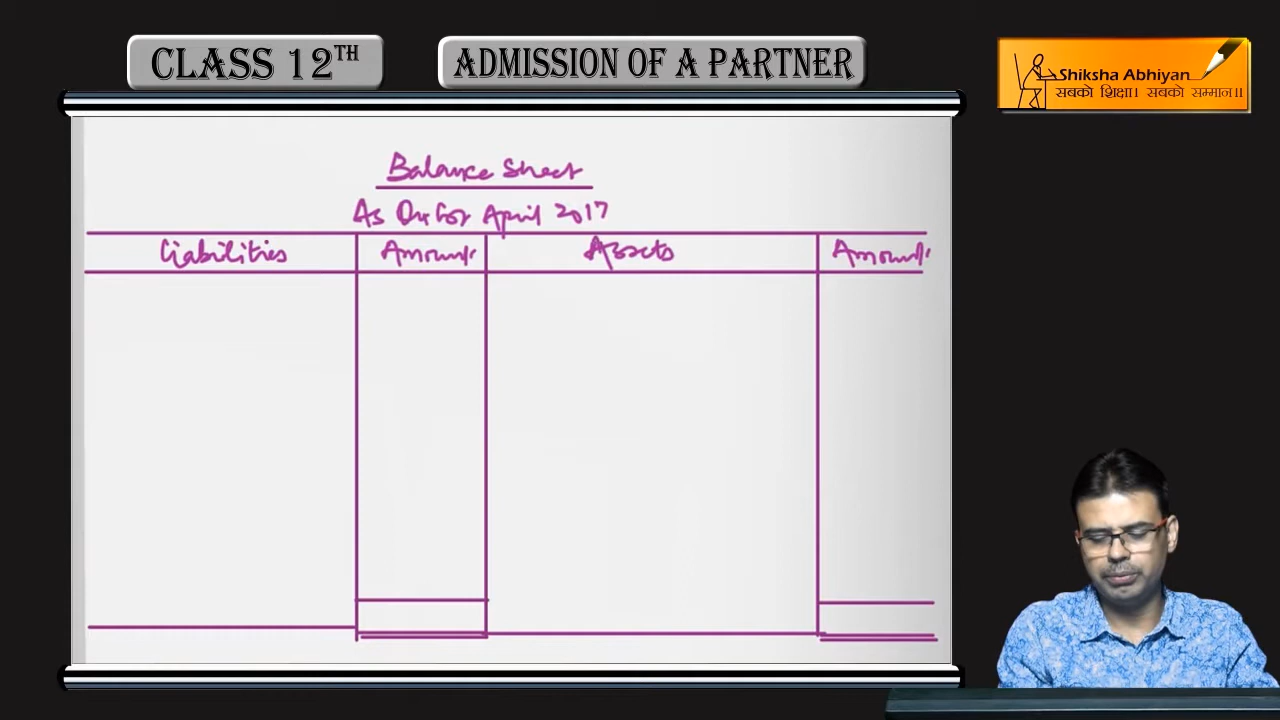 CLASS 12TH
ADMISSION OF A PARTNER
Shiksha Abhiyan
सबको शिक्षा। सबको सम्मान।।
Balance Sheet
As On April 2017
Liabilities Amount Assets Amount